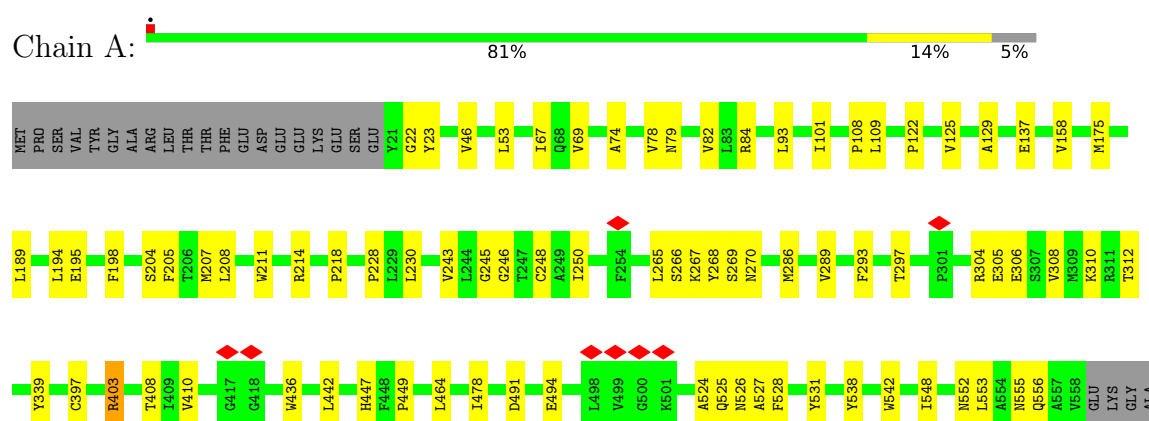 Chain A:
81% 14% 5%
MET PRO SER VAL TYR GLY ALA ARG LEU THR THR PHE GLU ASP GLU GLU LYS GLU SER GLU Y21 G22 Y23 V46 L53 I67 Q68 V69 A74 V78 N79 V82 L83 R84 L93 I101 P108 L109 P122 V125 A129 E137 V158 M175
L189 L194 E195 F198 S204 F205 T206 M207 L208 W211 R214 P218 P228 L229 L230 V243 L244 G245 G246 T247 C248 A249 I250 F254 L265 S266 K267 Y268 S269 N270 M286 V289 F293 T297 P301 R304 E305 E306 S307 V308 M309 K310 R311 T312
Y339 C397 R403 T408 I409 V410 G417 G418 W436 L442 H447 F448 P449 L464 I478 D491 E494 L498 V499 G500 K501 A524 Q525 N526 A527 F528 Y531 Y538 W542 I548 N552 L553 A554 N555 Q556 A557 V558 GLU LYS GLY ALA